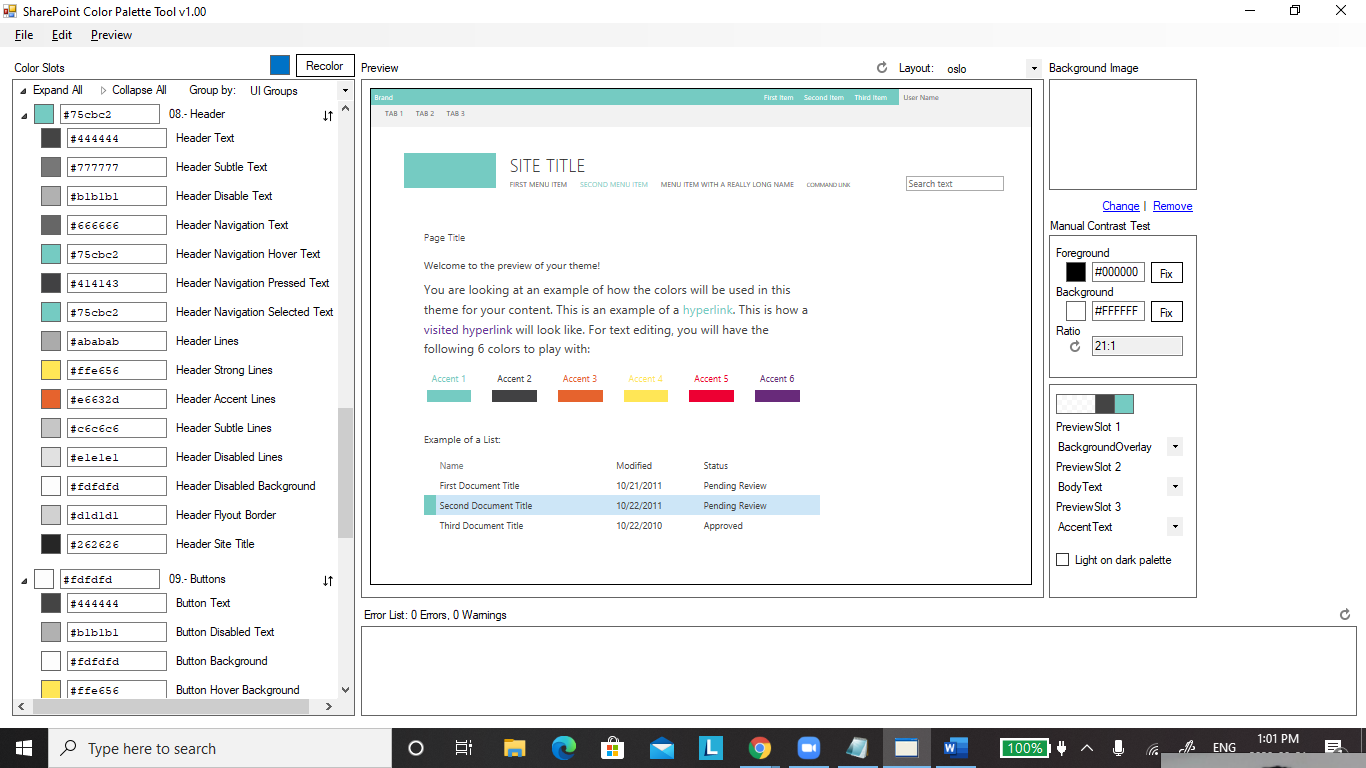 SharePoint Color Palette Tool v1.00
File Edit Preview
Color Slots
Recolor
Expand All Collapse All Group by: UI Groups
#75cbc2 08.- Header
#444444 Header Text
#777777 Header Subtle Text
#b1b1b1 Header Disable Text
#666666 Header Navigation Text
#75cbc2 Header Navigation Hover Text
#414143 Header Navigation Pressed Text
#75cbc2 Header Navigation Selected Text
#ababab Header Lines
#ffe656 Header Strong Lines
#e6632d Header Accent Lines
#c6c6c6 Header Subtle Lines
#e1e1e1 Header Disabled Lines
#fdfdfd Header Disabled Background
#d1d1d1 Header Flyout Border
#262626 Header Site Title
#fdfdfd 09.- Buttons
#444444 Button Text
#b1b1b1 Button Disabled Text
#fdfdfd Button Background
#ffe656 Button Hover Background
Preview
Layout: oslo
Brand First Item Second Item Third Item User Name
TAB 1 TAB 2 TAB 3
SITE TITLE
FIRST MENU ITEM SECOND MENU ITEM MENU ITEM WITH A REALLY LONG NAME COMMAND LINK
Search text
Page Title
Welcome to the preview of your theme!
You are looking at an example of how the colors will be used in this
theme for your content. This is an example of a hyperlink. This is how a
visited hyperlink will look like. For text editing, you will have the
following 6 colors to play with:
Accent 1 Accent 2 Accent 3 Accent 4 Accent 5 Accent 6
Example of a List:
Name Modified Status
First Document Title 10/21/2011 Pending Review
Second Document Title 10/22/2011 Pending Review
Third Document Title 10/22/2010 Approved
Background Image
Change | Remove
Manual Contrast Test
Foreground
#000000 Fix
Background
#FFFFFF Fix
Ratio
21:1
PreviewSlot 1
BackgroundOverlay
PreviewSlot 2
BodyText
PreviewSlot 3
AccentText
Light on dark palette
Error List: 0 Errors, 0 Warnings
Type here to search
100%
ENG
1:01 PM